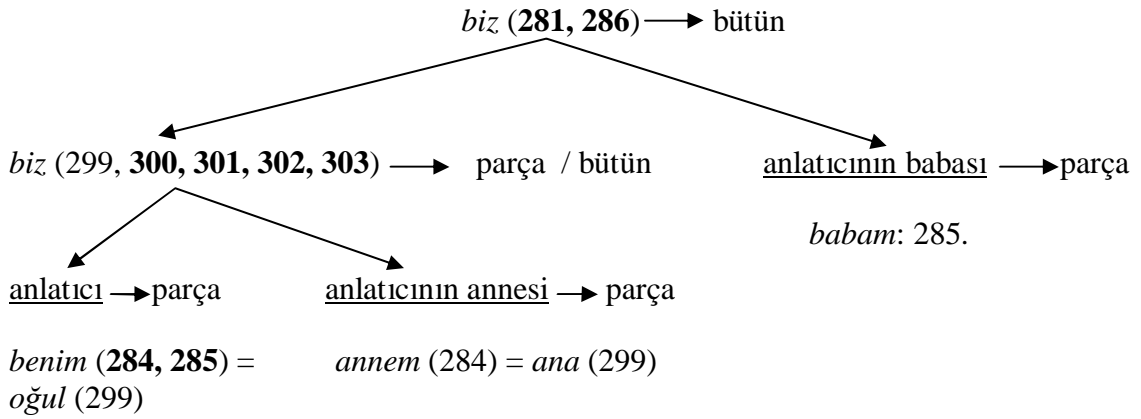 biz (281, 286) → bütün
biz (299, 300, 301, 302, 303) → parça / bütün anlatıcının babası → parça
babam: 285.
anlatıcı → parça anlatıcının annesi → parça
benim (284, 285) = annem (284) = ana (299)
oğul (299)